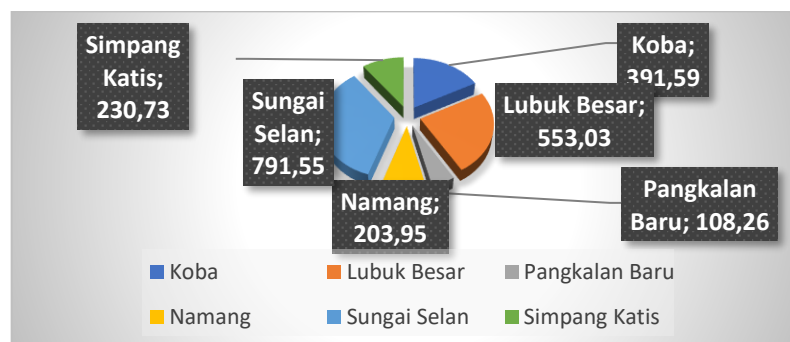 Simpang
Katis;
230,73
Koba;
391,59
Sungai
Selan;
791,55
Lubuk Besar;
553,03
Namang;
203,95
Pangkalan
Baru; 108,26
Koba
Lubuk Besar
Pangkalan Baru
Namang
Sungai Selan
Simpang Katis